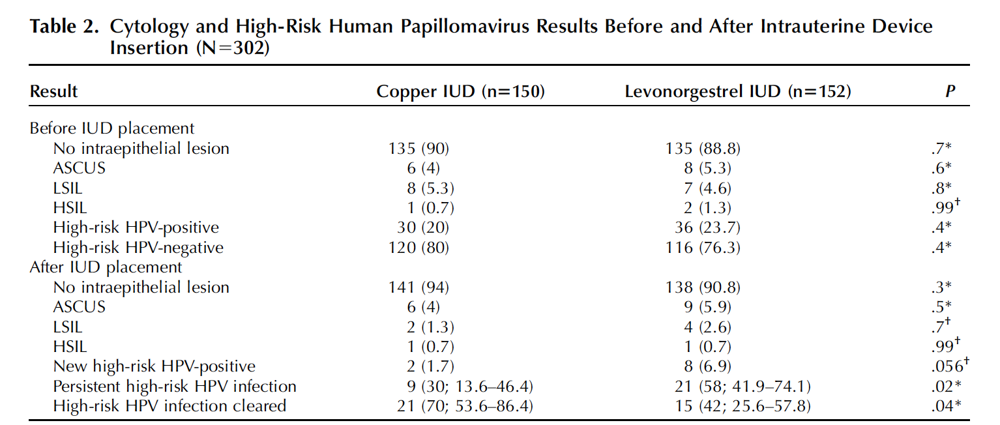 Table 2. Cytology and High-Risk Human Papillomavirus Results Before and After Intrauterine Device
Insertion (N=302)
Result Copper IUD (n=150) Levonorgestrel IUD (n=152) P
Before IUD placement
No intraepithelial lesion 135 (90) 135 (88.8) .7*
ASCUS 6 (4) 8 (5.3) .6*
LSIL 8 (5.3) 7 (4.6) .8*
HSIL 1 (0.7) 2 (1.3) .99†
High-risk HPV-positive 30 (20) 36 (23.7) .4*
High-risk HPV-negative 120 (80) 116 (76.3) .4*
After IUD placement
No intraepithelial lesion 141 (94) 138 (90.8) .3*
ASCUS 6 (4) 9 (5.9) .5*
LSIL 2 (1.3) 4 (2.6) .7†
HSIL 1 (0.7) 1 (0.7) .99†
New high-risk HPV-positive 2 (1.7) 8 (6.9) .056†
Persistent high-risk HPV infection 9 (30; 13.6–46.4) 21 (58; 41.9–74.1) .02*
High-risk HPV infection cleared 21 (70; 53.6–86.4) 15 (42; 25.6–57.8) .04*